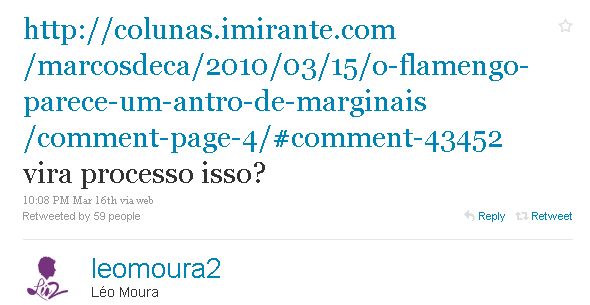 http://colunas.imirante.com
/marcosdeca/2010/03/15/o-flamengo-
parece-um-antro-de-marginais
/comment-page-4/#comment-43452
vira processo isso?
10:08 PM Mar 16th via web
Retweeted by 59 people
Reply Retweet
leomoura2
Léo Moura